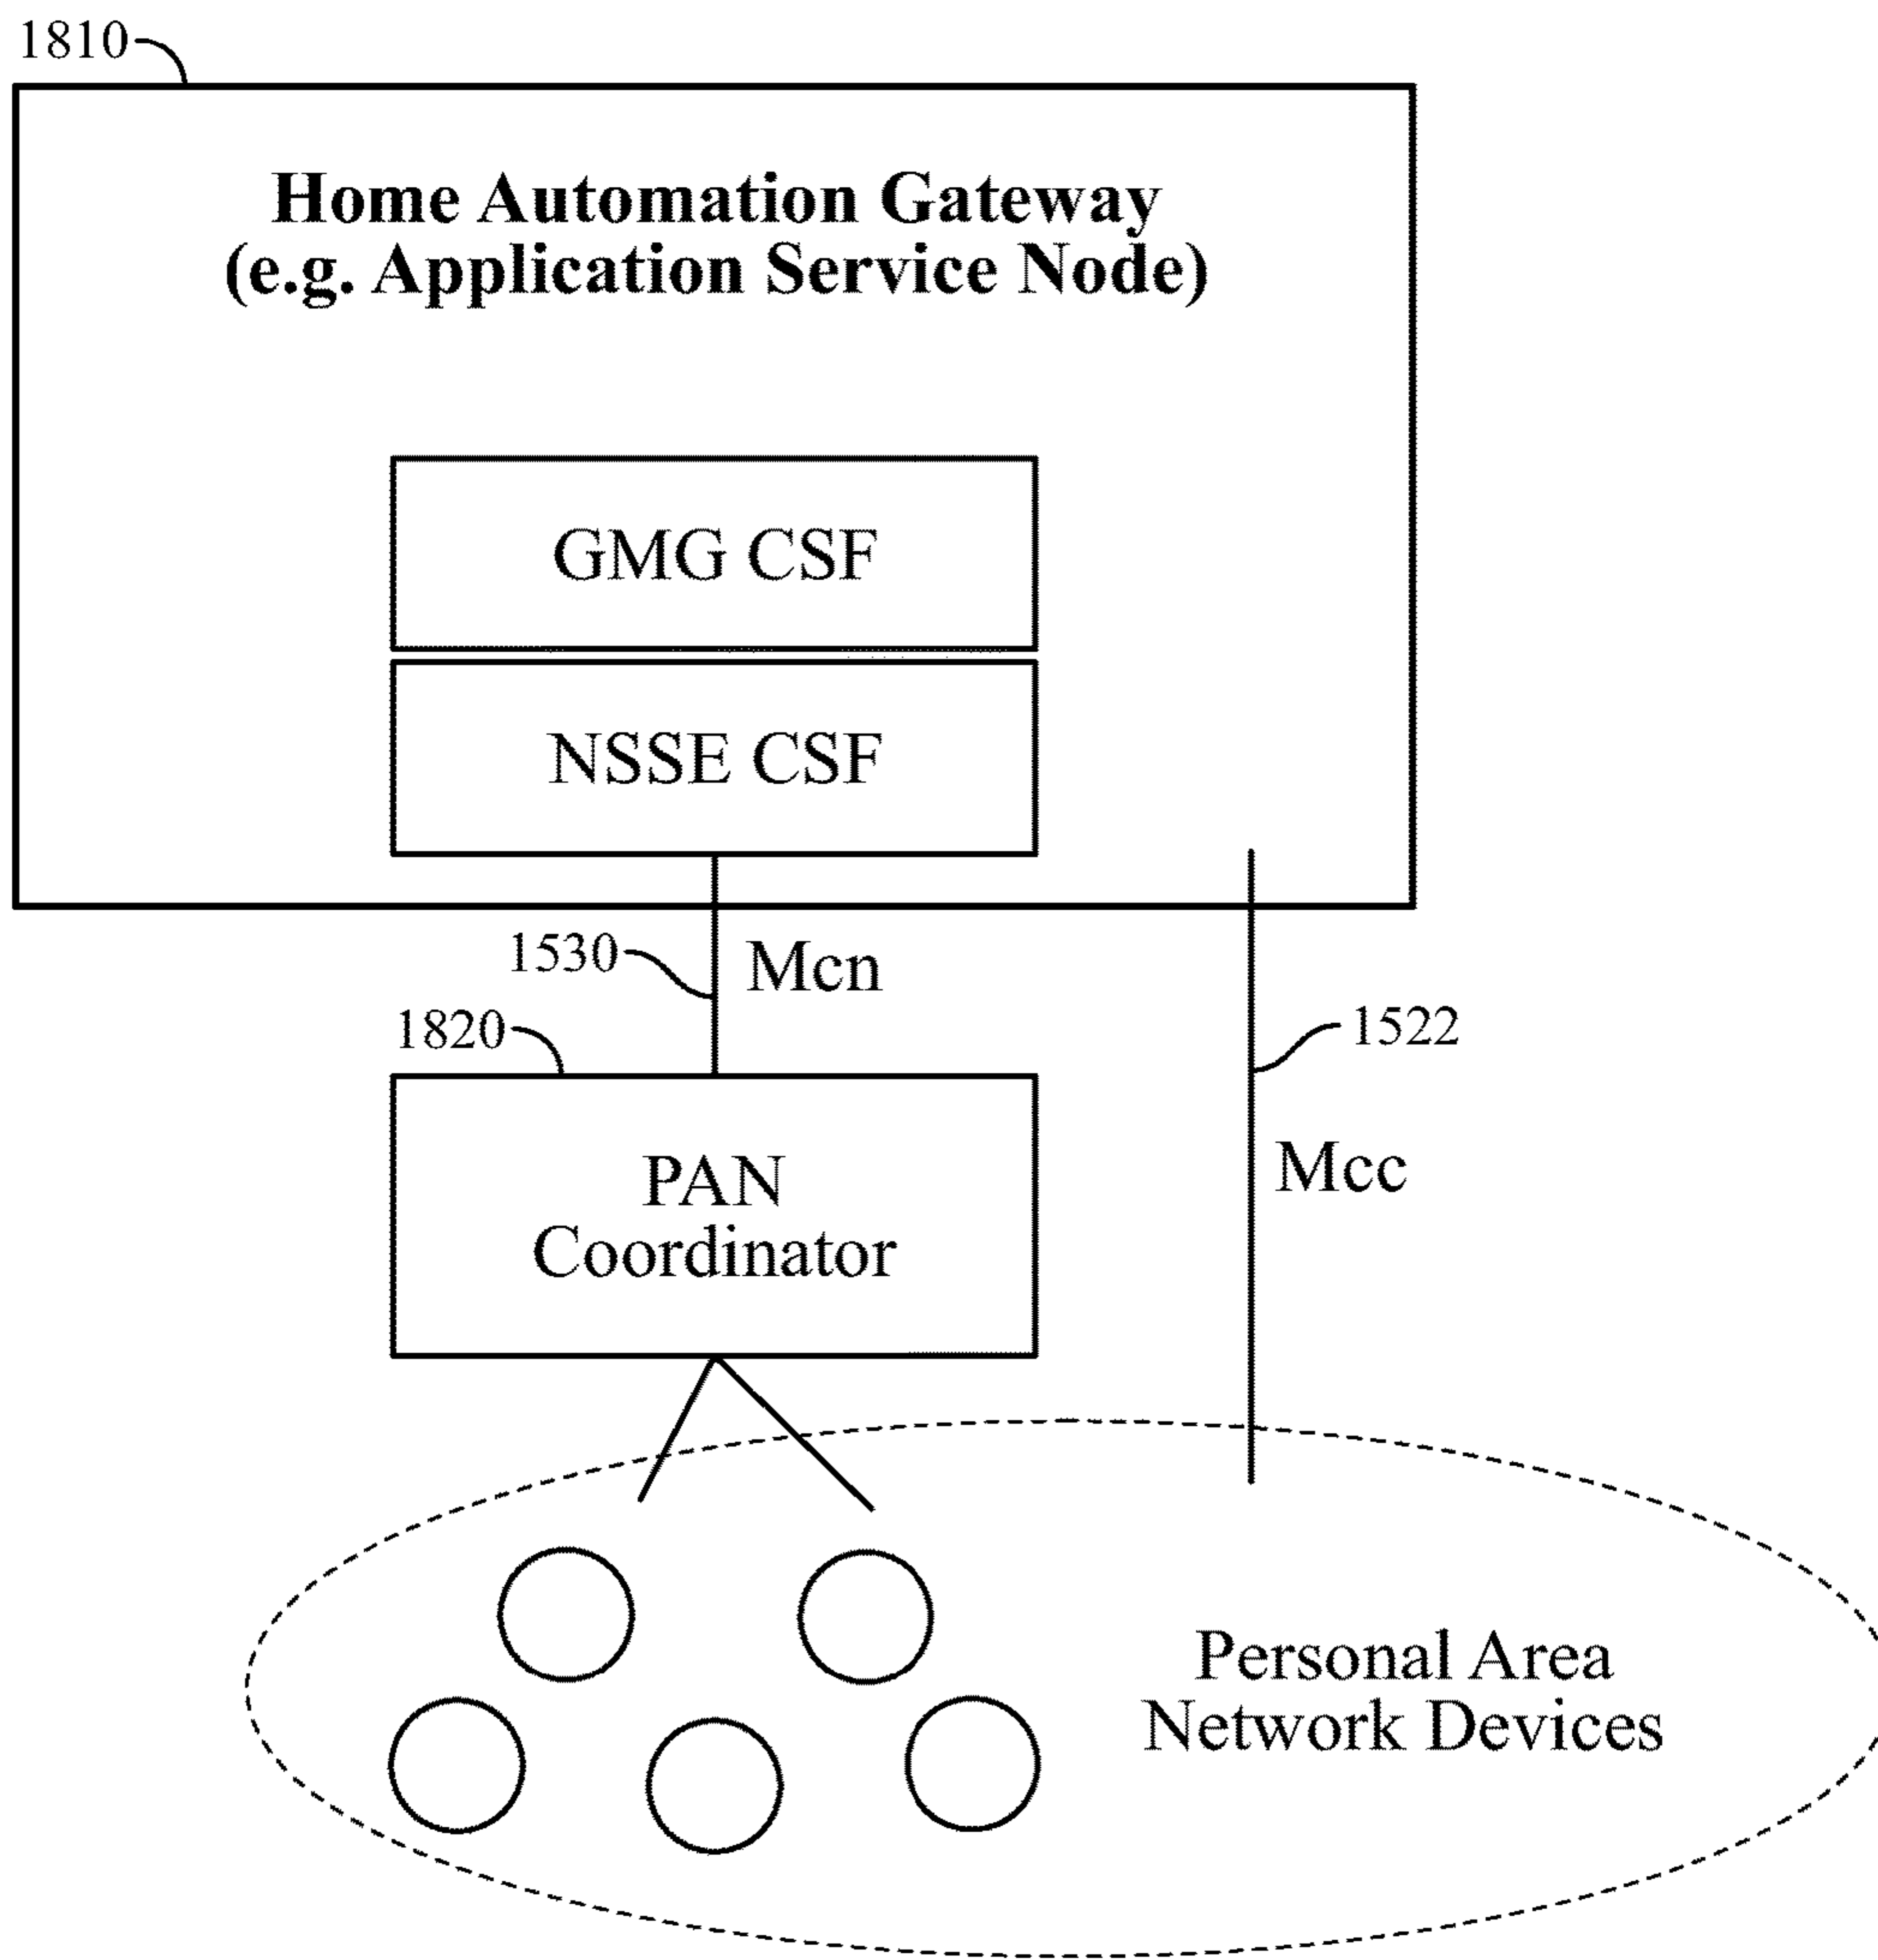 1810
Home Automation Gateway
(e.g. Application Service Node)
GMG CSF
NSSE CSF
1530
Mcn
1820
1522
PAN
Coordinator
Mcc
Personal Area
Network Devices